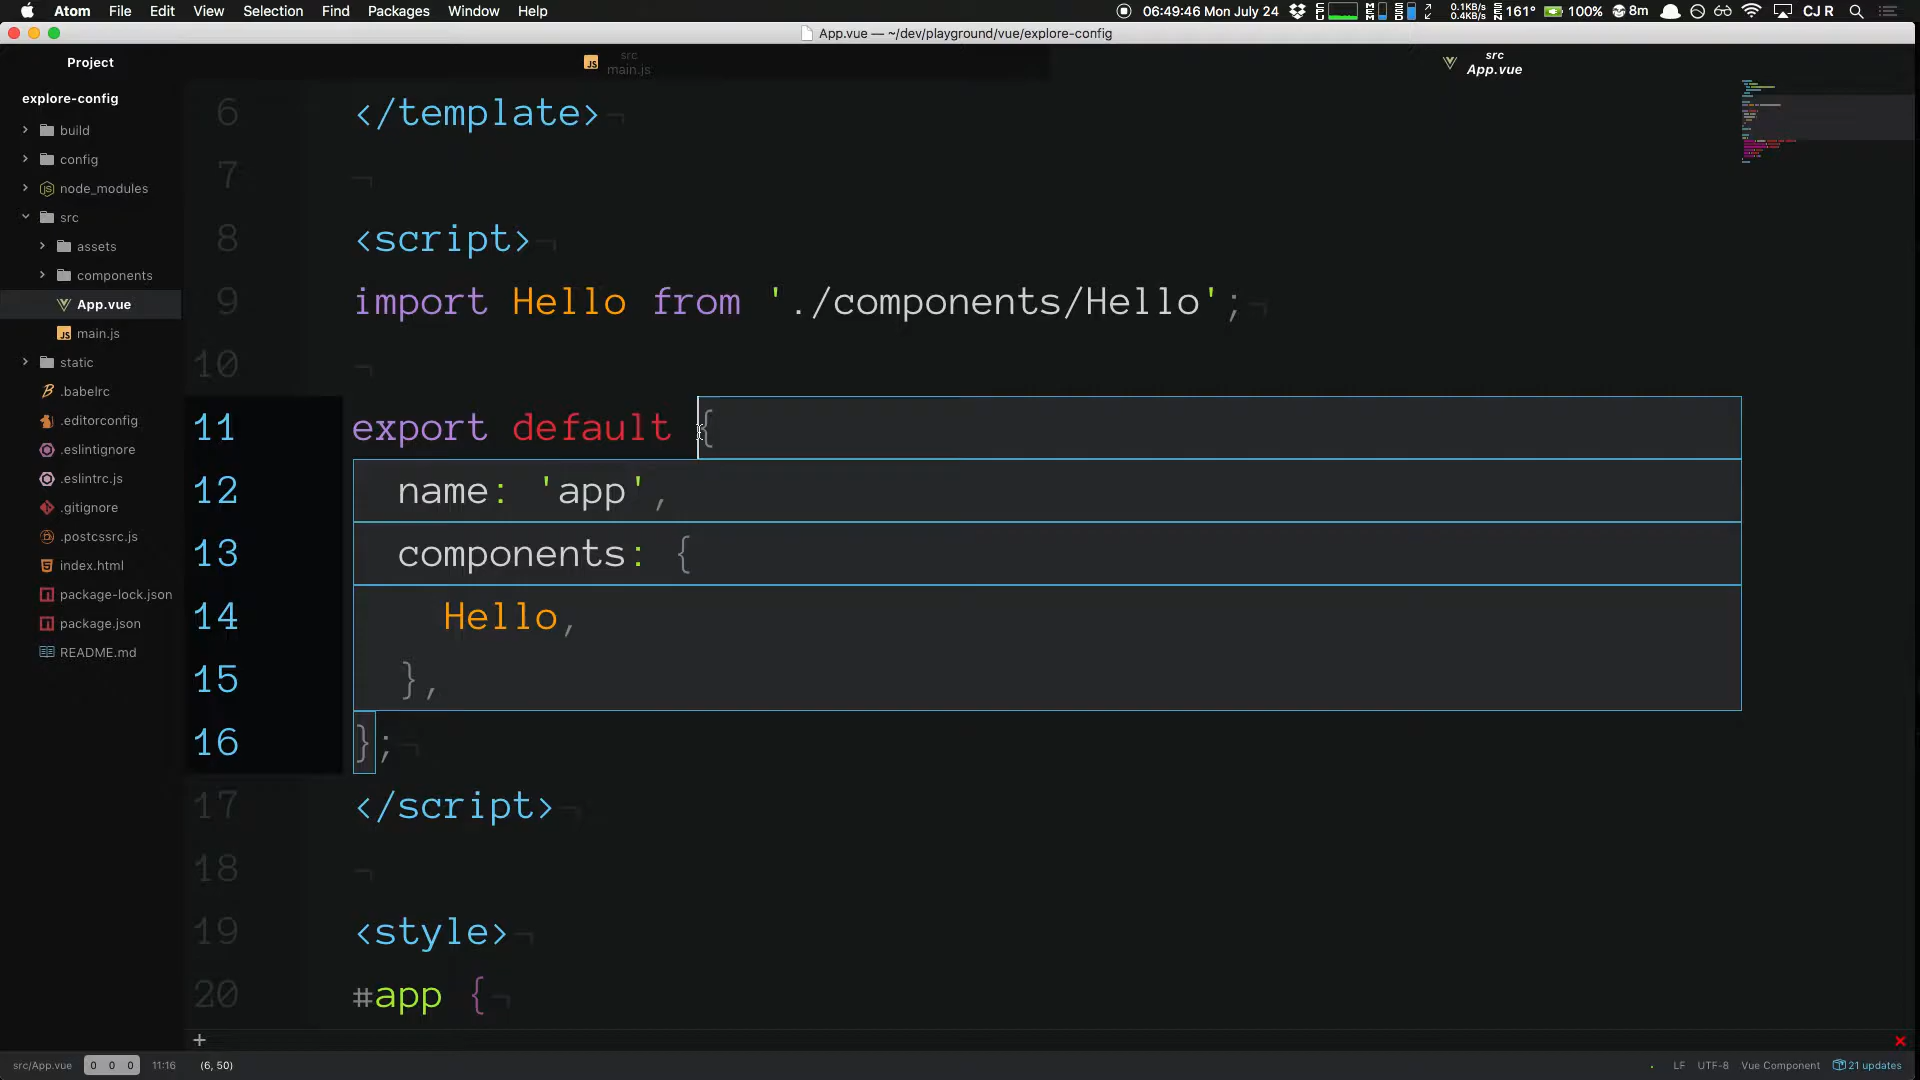 Atom File Edit View Selection Find Packages Window Help
06:49:46 Mon July 24
0.1KB/s
0.4KB/s
161° 100% 8m CJ R
App.vue — ~/dev/playground/vue/explore-config
Project
src
main.js
src
App.vue
explore-config
build
config
node_modules
src
assets
components
App.vue
main.js
static
.babelrc
.editorconfig
.eslintignore
.eslintrc.js
.gitignore
.postcssrc.js
index.html
package-lock.json
package.json
README.md
6 </template>
7
8 <script>
9 import Hello from './components/Hello';
10
11 export default {
12 name: 'app',
13 components: {
14 Hello,
15 },
16 };
17 </script>
18
19 <style>
20 #app {
src/App.vue 0 0 0 11:16 (6, 50)
LF UTF-8 Vue Component 21 updates